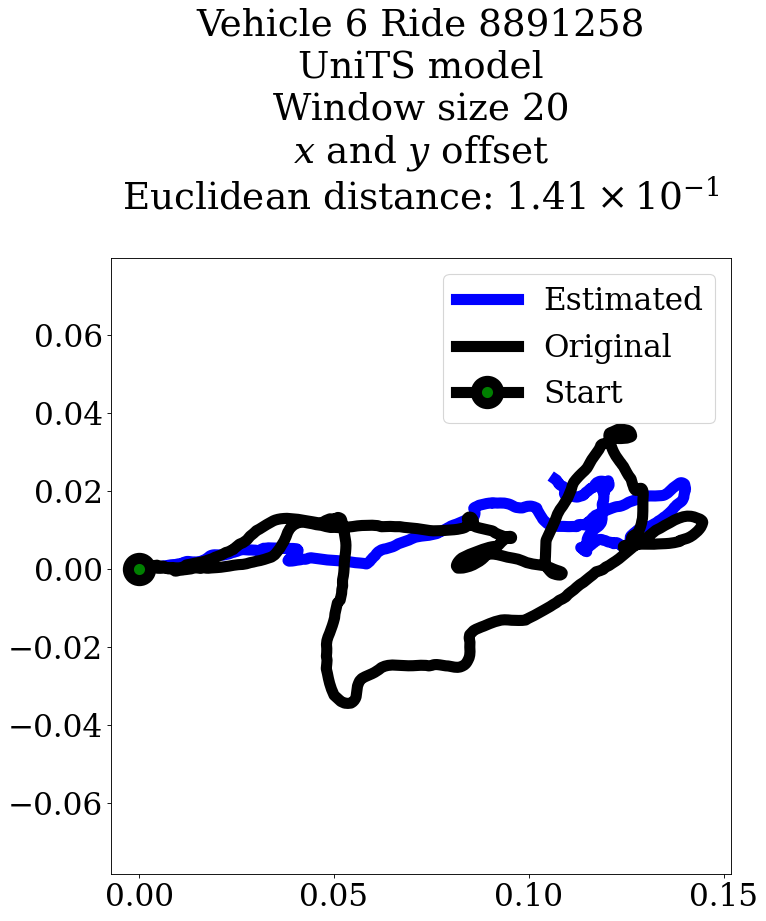 Vehicle 6 Ride 8891258
UniTS model
Window size 20
x and y offset
Euclidean distance: 1.41 × 10⁻¹
Estimated
Original
Start
0.06
0.04
0.02
0.00
−0.02
−0.04
−0.06
0.00 0.05 0.10 0.15